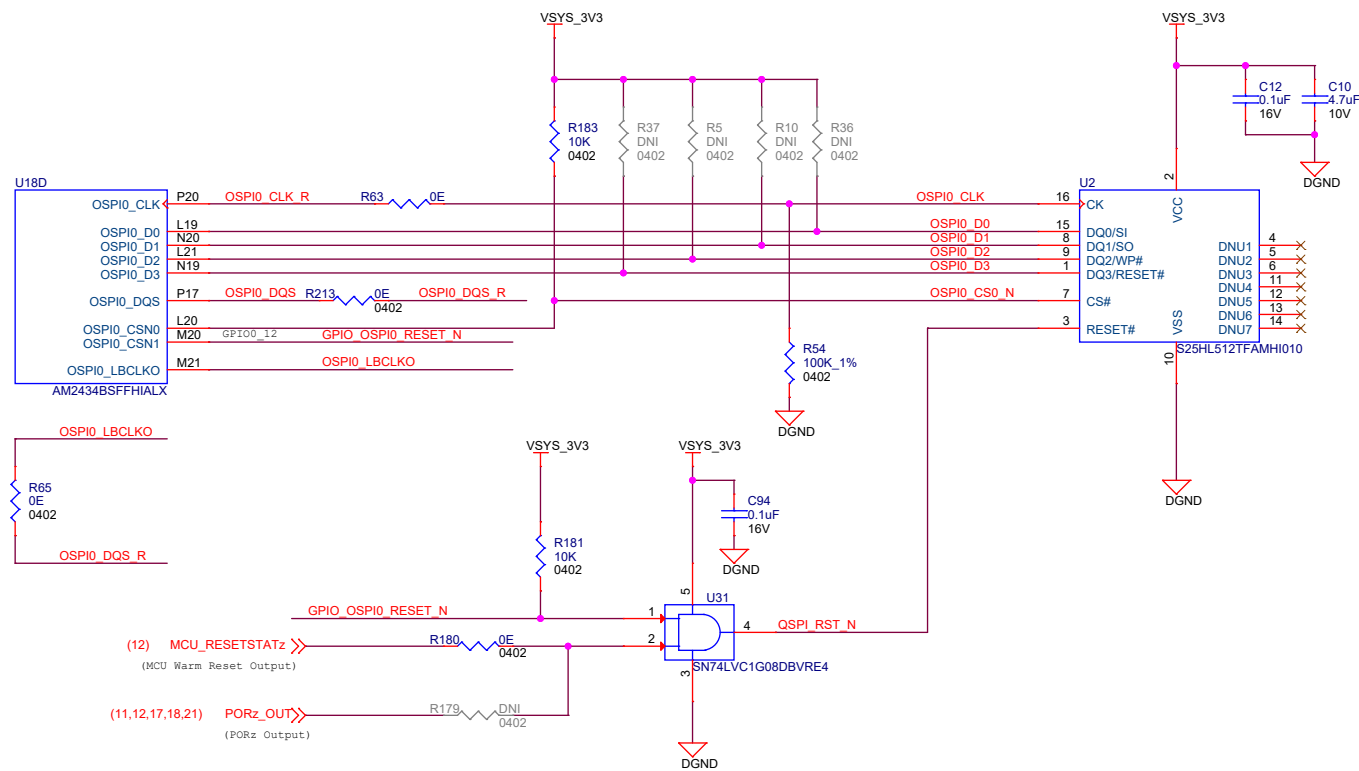 VSYS_3V3
VSYS_3V3
C12
0.1uF
16V
C10
4.7uF
10V
DGND
R183
10K
0402
R37
DNI
0402
R5
DNI
0402
R10
DNI
0402
R36
DNI
0402
U18D
OSPI0_CLK
OSPI0_D0
OSPI0_D1
OSPI0_D2
OSPI0_D3
OSPI0_DQS
OSPI0_CSN0
OSPI0_CSN1
OSPI0_LBCLKO
AM2434BSFFHIALX
P20
L19
N20
L21
N19
P17
L20
M20
M21
OSPI0_CLK_R
R63
0E
OSPI0_DQS
R213
0E
0402
OSPI0_DQS_R
GPIO0_12
GPIO_OSPI0_RESET_N
OSPI0_LBCLKO
OSPI0_CLK
OSPI0_D0
OSPI0_D1
OSPI0_D2
OSPI0_D3
OSPI0_CS0_N
R54
100K_1%
0402
DGND
U2
16
15
8
9
1
7
3
CK
DQ0/SI
DQ1/SO
DQ2/WP#
DQ3/RESET#
CS#
RESET#
2
VCC
VSS
10
DNU1
DNU2
DNU3
DNU4
DNU5
DNU6
DNU7
4
5
6
11
12
13
14
S25HL512TFAMHI010
DGND
OSPI0_LBCLKO
R65
0E
0402
OSPI0_DQS_R
VSYS_3V3
R181
10K
0402
VSYS_3V3
C94
0.1uF
16V
DGND
GPIO_OSPI0_RESET_N
(12) MCU_RESETSTATz
(MCU Warm Reset Output)
R180
0E
0402
(11,12,17,18,21) PORz_OUT
(PORz Output)
R179
DNI
0402
U31
1
2
5
3
4
QSPI_RST_N
SN74LVC1G08DBVRE4
DGND